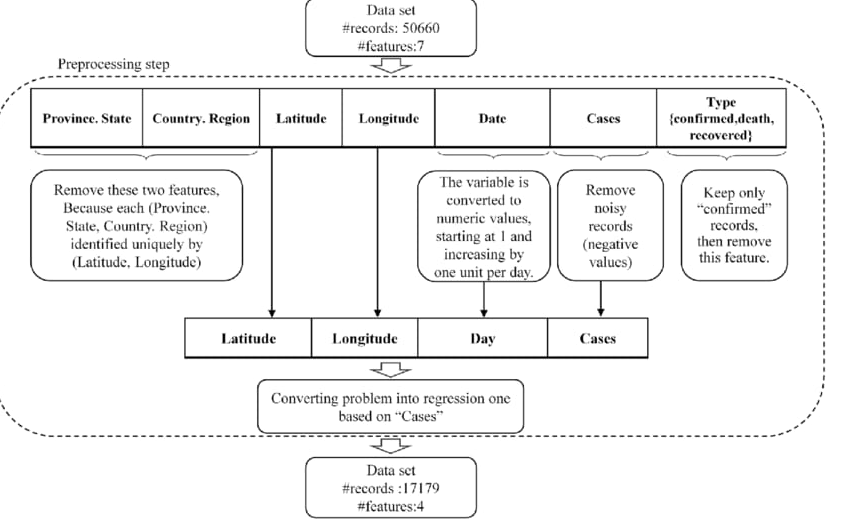 Data set
#records: 50660
#features:7
Preprocessing step
Province. State
Country. Region
Latitude
Longitude
Date
Cases
Type
{confirmed,death,
recovered}
Remove these two features,
Because each (Province.
State, Country. Region)
identified uniquely by
(Latitude, Longitude)
The variable is
converted to
numeric values,
starting at 1 and
increasing by
one unit per day.
Remove
noisy
records
(negative
values)
Keep only
“confirmed”
records,
then remove
this feature.
Latitude
Longitude
Day
Cases
Converting problem into regression one
based on “Cases”
Data set
#records :17179
#features:4